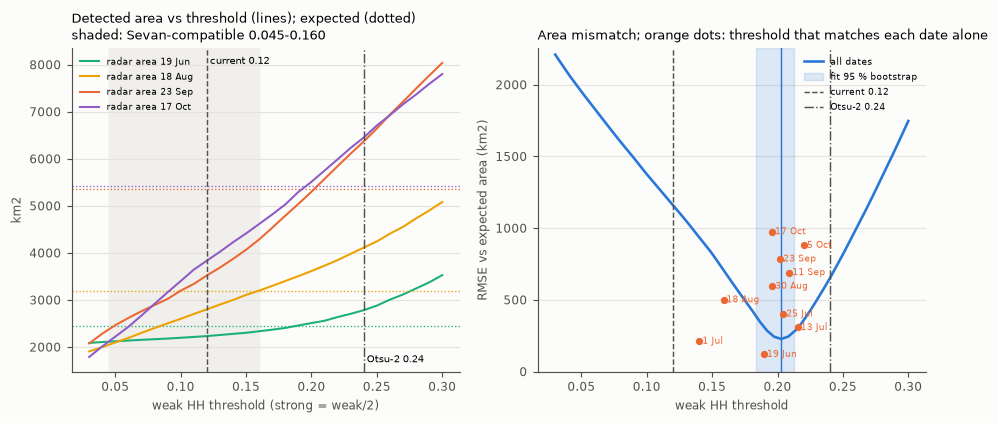 Detected area vs threshold (lines); expected (dotted)
shaded: Sevan-compatible 0.045-0.160
radar area 19 Jun
radar area 18 Aug
radar area 23 Sep
radar area 17 Oct
current 0.12
Otsu-2 0.24
8000
7000
6000
5000
4000
3000
2000
km2
0.05
0.10
0.15
0.20
0.25
0.30
weak HH threshold (strong = weak/2)
Area mismatch; orange dots: threshold that matches each date alone
all dates
fit 95 % bootstrap
current 0.12
Otsu-2 0.24
17 Oct
5 Oct
23 Sep
11 Sep
30 Aug
18 Aug
25 Jul
13 Jul
1 Jul
19 Jun
2000
1500
1000
500
0
RMSE vs expected area (km2)
0.05
0.10
0.15
0.20
0.25
0.30
weak HH threshold